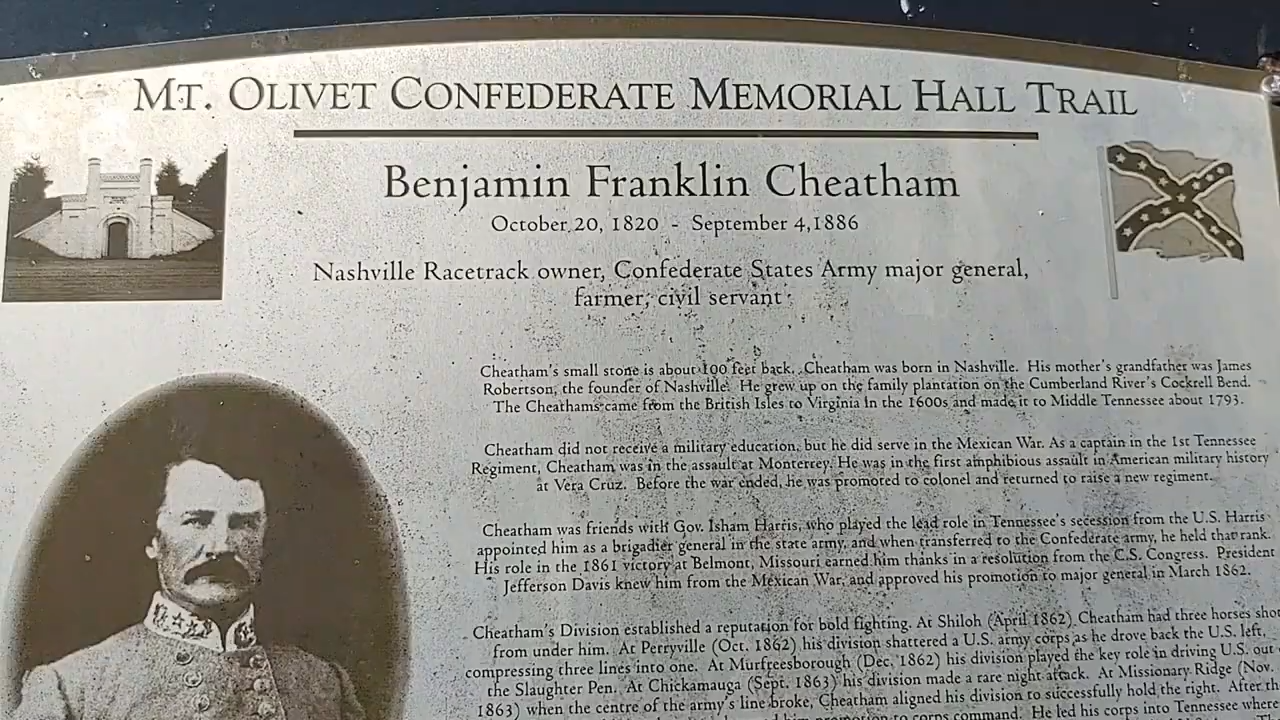 MT. OLIVET CONFEDERATE MEMORIAL HALL TRAIL
Benjamin Franklin Cheatham
October 20, 1820 - September 4,1886
Nashville Racetrack owner, Confederate States Army major general,
farmer, civil servant
Cheatham's small stone is about 100 feet back. Cheatham was born in Nashville. His mother's grandfather was James
Robertson, the founder of Nashville. He grew up on the family plantation on the Cumberland River's Cockrell Bend.
The Cheathams came from the British Isles to Virginia in the 1600s and made it to Middle Tennessee about 1793.
Cheatham did not receive a military education, but he did serve in the Mexican War. As a captain in the 1st Tennessee
Regiment, Cheatham was in the assault at Monterrey. He was in the first amphibious assault in American military history
at Vera Cruz. Before the war ended, he was promoted to colonel and returned to raise a new regiment.
Cheatham was friends with Gov. Isham Harris, who played the lead role in Tennessee's secession from the U.S. Harris
appointed him as a brigadier general in the state army, and when transferred to the Confederate army, he held that rank.
His role in the 1861 victory at Belmont, Missouri earned him thanks in a resolution from the C.S. Congress. President
Jefferson Davis knew him from the Mexican War, and approved his promotion to major general in March 1862.
Cheatham's Division established a reputation for bold fighting. At Shiloh (April 1862) Cheatham had three horses shot
from under him. At Perryville (Oct. 1862) his division shattered a U.S. army corps as he drove back the U.S. left,
compressing three lines into one. At Murfreesborough (Dec. 1862) his division played the key role in driving U.S. out
the Slaughter Pen. At Chickamauga (Sept. 1863) his division made a rare night attack. At Missionary Ridge (Nov.
1863) when the centre of the army's line broke, Cheatham aligned his division to successfully hold the right. After th
him promotion to corps command. He led his corps into Tennessee where